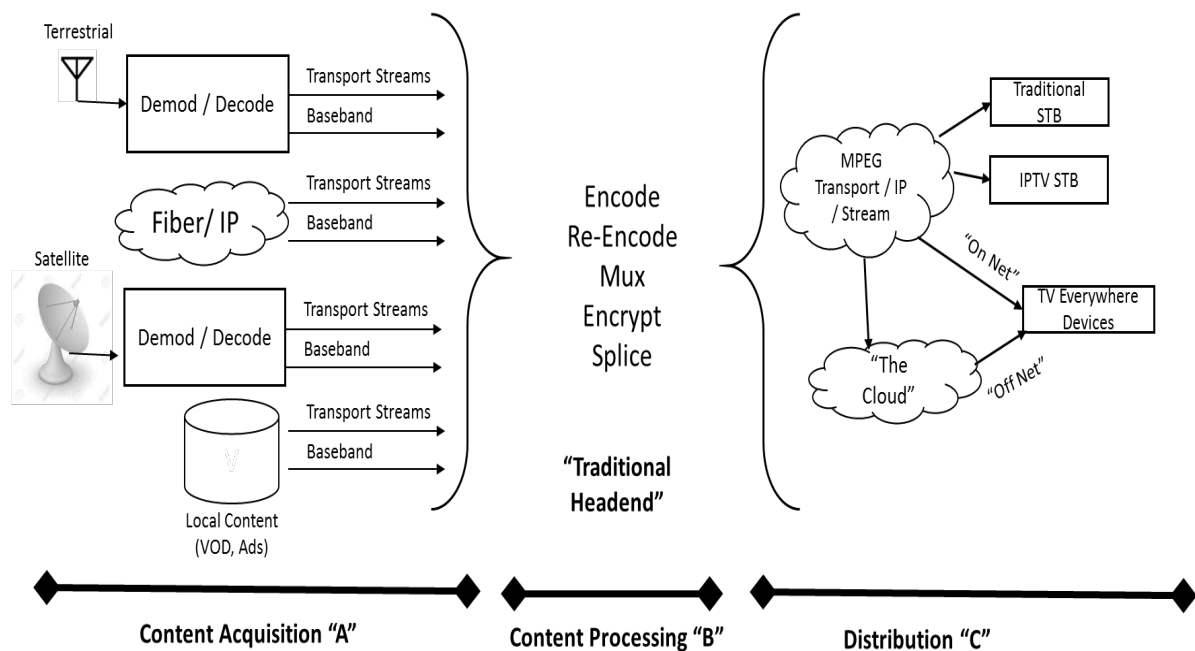 Terrestrial
Demod / Decode
Transport Streams
Baseband
Fiber/ IP
Transport Streams
Baseband
Satellite
Demod / Decode
Transport Streams
Baseband
V
Transport Streams
Baseband
Local Content
(VOD, Ads)
Encode
Re-Encode
Mux
Encrypt
Splice
“Traditional
Headend”
MPEG
Transport / IP
/ Stream
Traditional
STB
IPTV STB
“On Net”
TV Everywhere
Devices
“The
Cloud”
“Off Net”
Content Acquisition “A”
Content Processing “B”
Distribution “C”